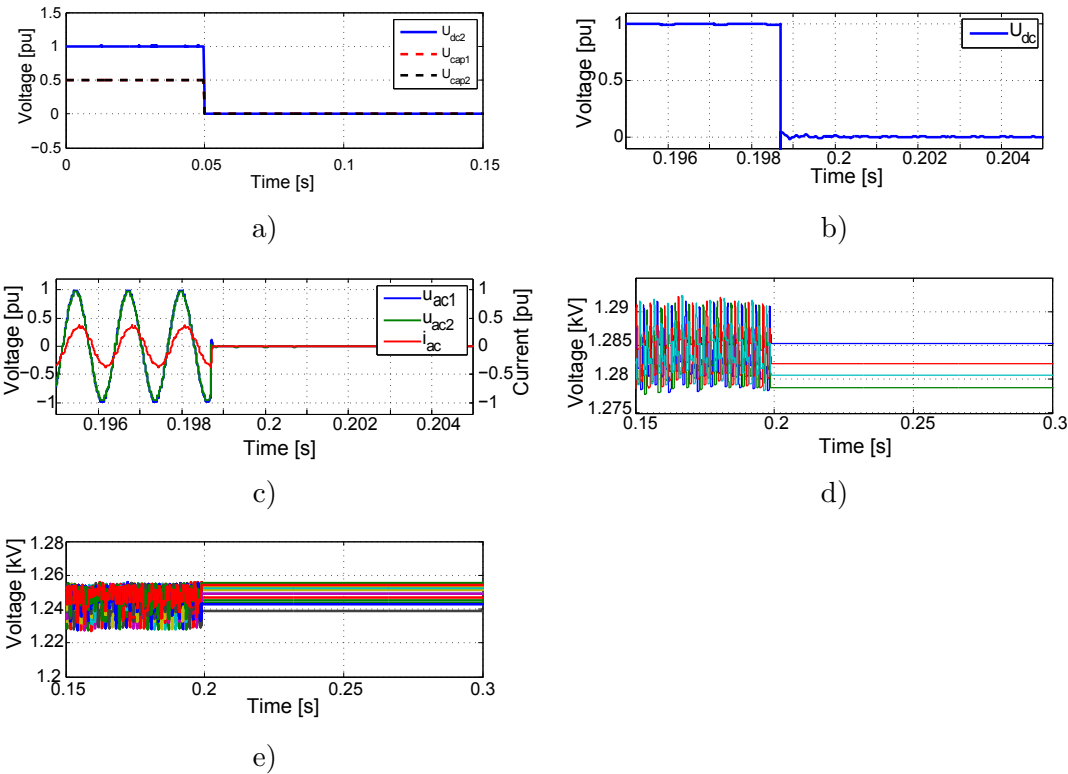 Voltage [pu]
1.5
1
0.5
0
−0.5
0
0.05
0.1
0.15
Time [s]
U_dc2
U_cap1
U_cap2
a)
Voltage [pu]
1
0.5
0
0.196
0.198
0.2
0.202
0.204
Time [s]
U_dc
b)
Voltage [pu]
1
0.5
0
−0.5
−1
0.196
0.198
0.2
0.202
0.204
Time [s]
u_ac1
u_ac2
i_ac
1
0.5
0
−0.5
−1
Current [pu]
c)
Voltage [kV]
1.29
1.285
1.28
1.275
0.15
0.2
0.25
0.3
Time [s]
d)
Voltage [kV]
1.28
1.26
1.24
1.22
1.2
0.15
0.2
0.25
0.3
Time [s]
e)